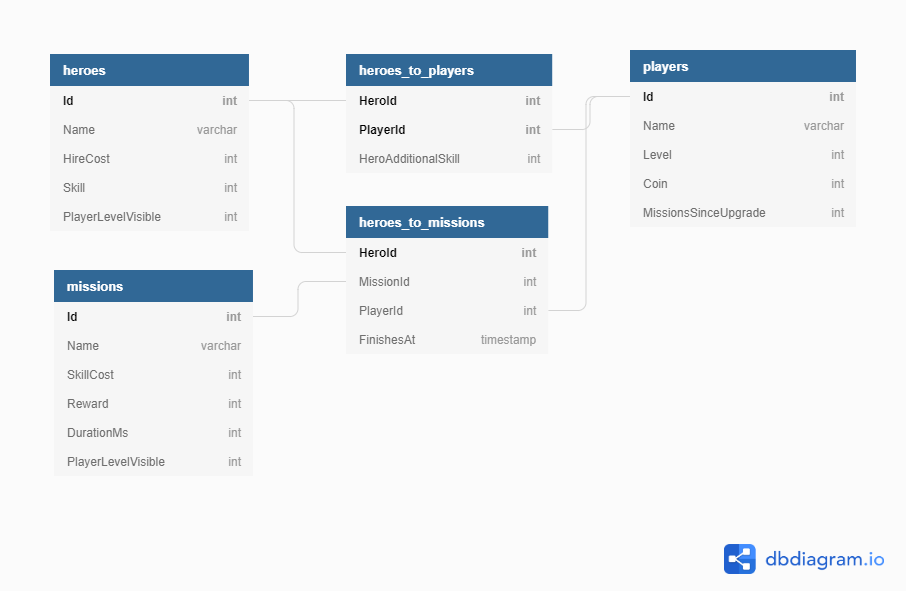 heroes
Id int
Name varchar
HireCost int
Skill int
PlayerLevelVisible int
heroes_to_players
HeroId int
PlayerId int
HeroAdditionalSkill int
players
Id int
Name varchar
Level int
Coin int
MissionsSinceUpgrade int
heroes_to_missions
HeroId int
MissionId int
PlayerId int
FinishesAt timestamp
missions
Id int
Name varchar
SkillCost int
Reward int
DurationMs int
PlayerLevelVisible int
dbdiagram.io